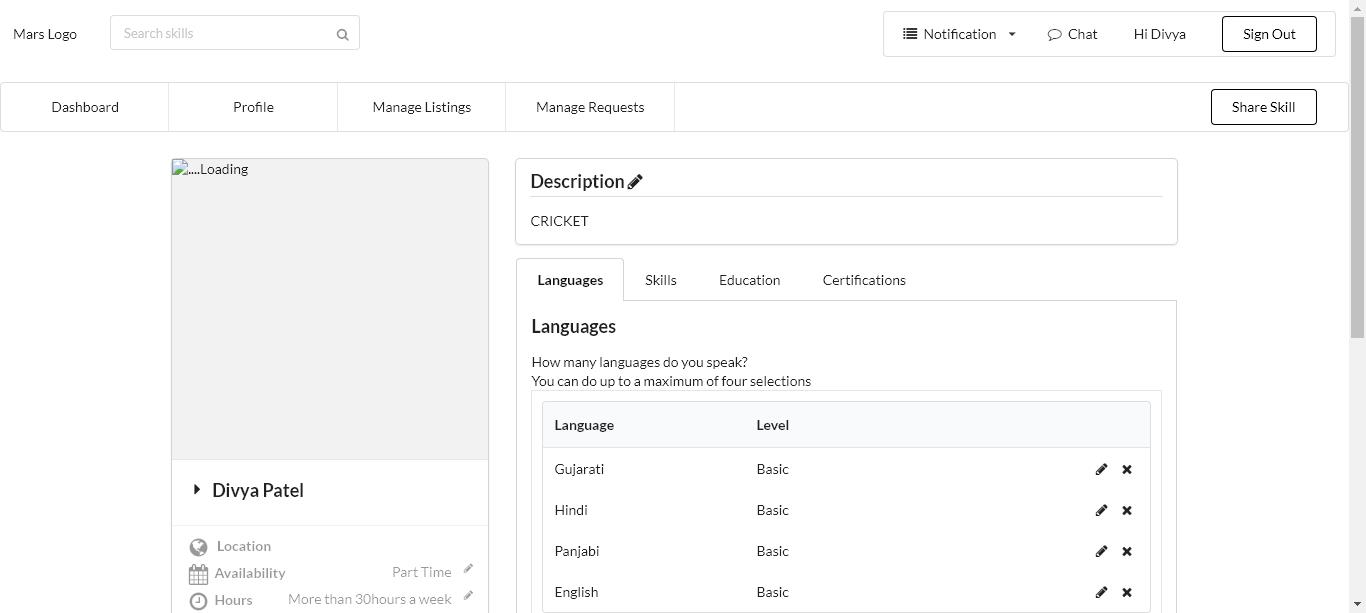 Mars Logo
Search skills
Notification
Chat
Hi Divya
Sign Out
Dashboard
Profile
Manage Listings
Manage Requests
Share Skill
....Loading
Divya Patel
Location
Availability Part Time
Hours More than 30hours a week
Description
CRICKET
Languages Skills Education Certifications
Languages
How many languages do you speak?
You can do up to a maximum of four selections
Language Level
Gujarati Basic
Hindi Basic
Panjabi Basic
English Basic